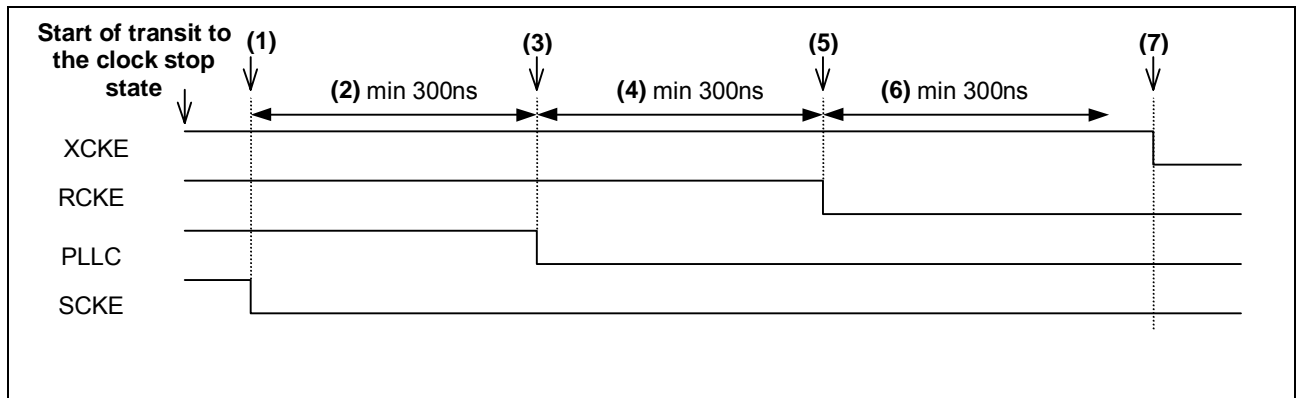 Start of transit to
the clock stop
state
(1)
(3)
(5)
(7)
(2) min 300ns
(4) min 300ns
(6) min 300ns
XCKE
RCKE
PLLC
SCKE